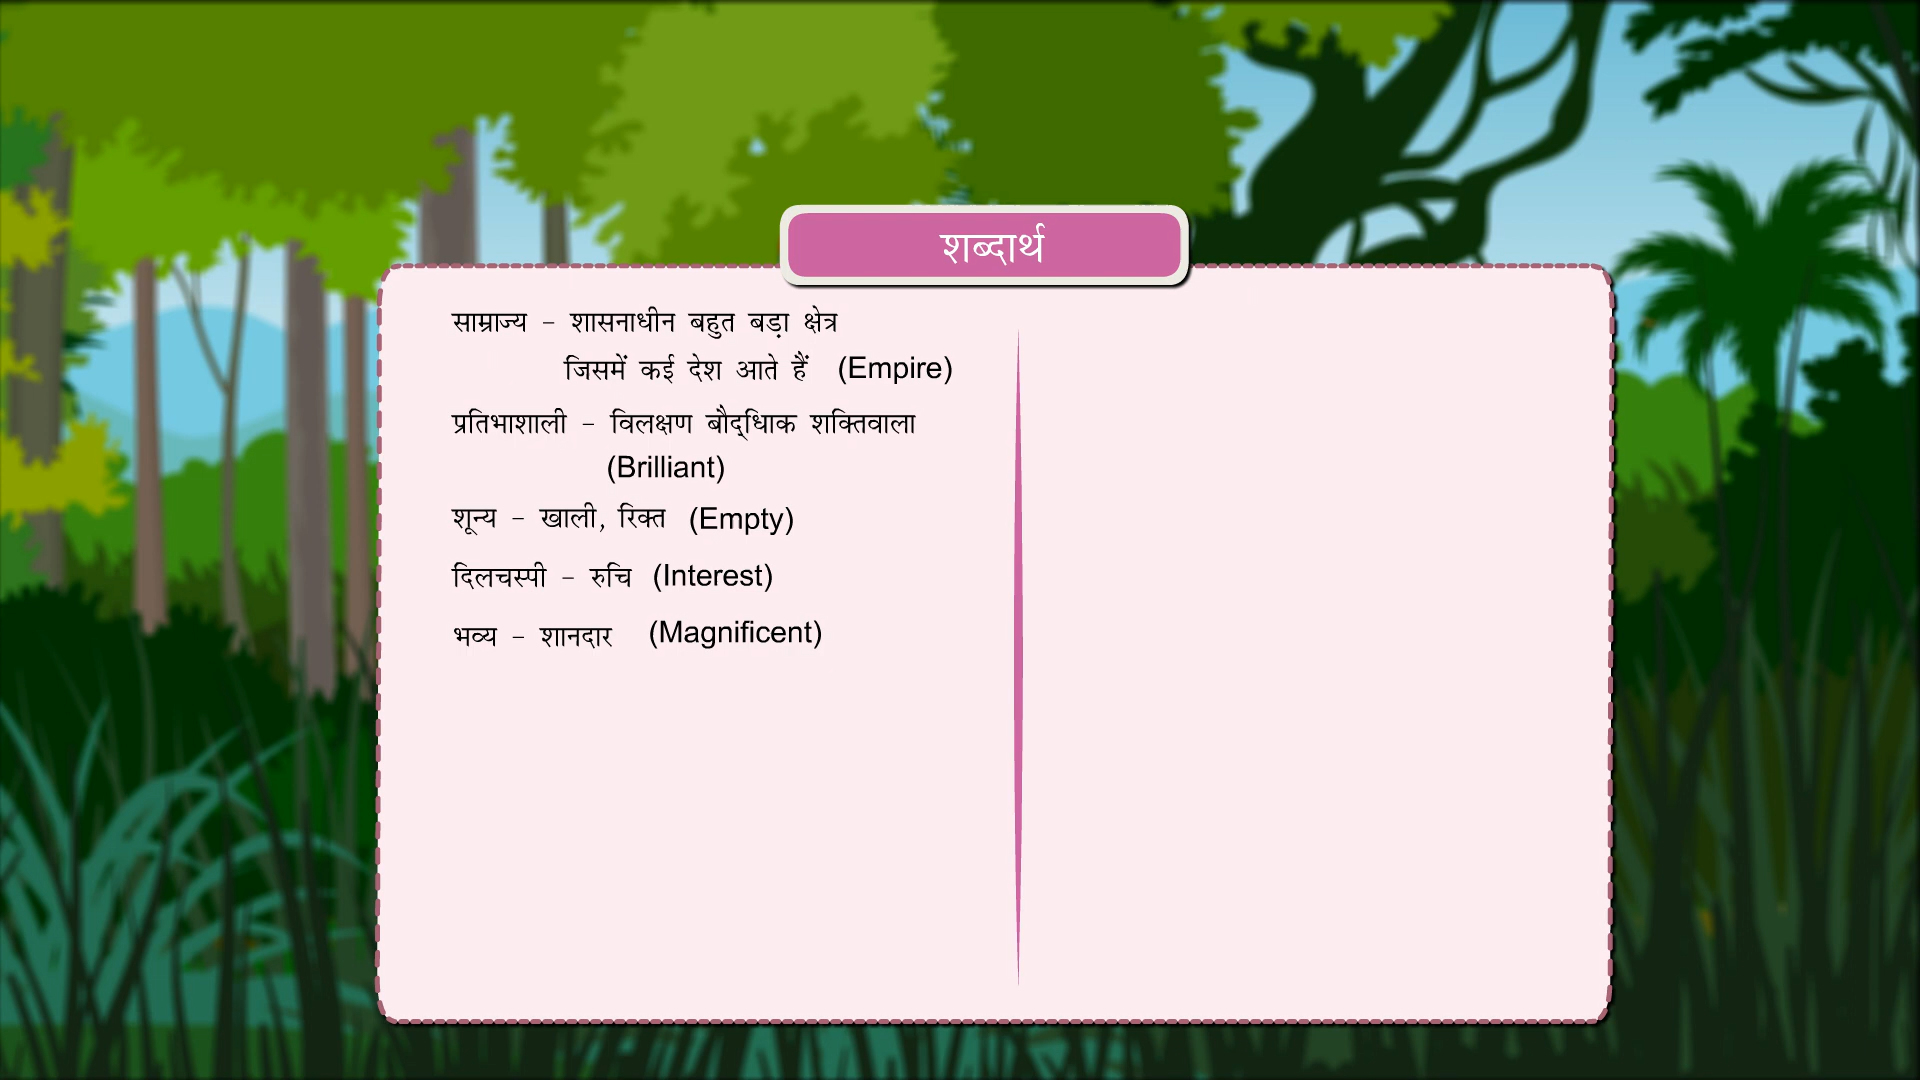 शब्दार्थ
साम्राज्य – शासनाधीन बहुत बड़ा क्षेत्र
जिसमें कई देश आते हैं (Empire)
प्रतिभाशाली – विलक्षण बौद्धिाक शक्तिवाला
(Brilliant)
शून्य – खाली, रिक्त (Empty)
दिलचस्पी – रुचि (Interest)
भव्य – शानदार (Magnificent)